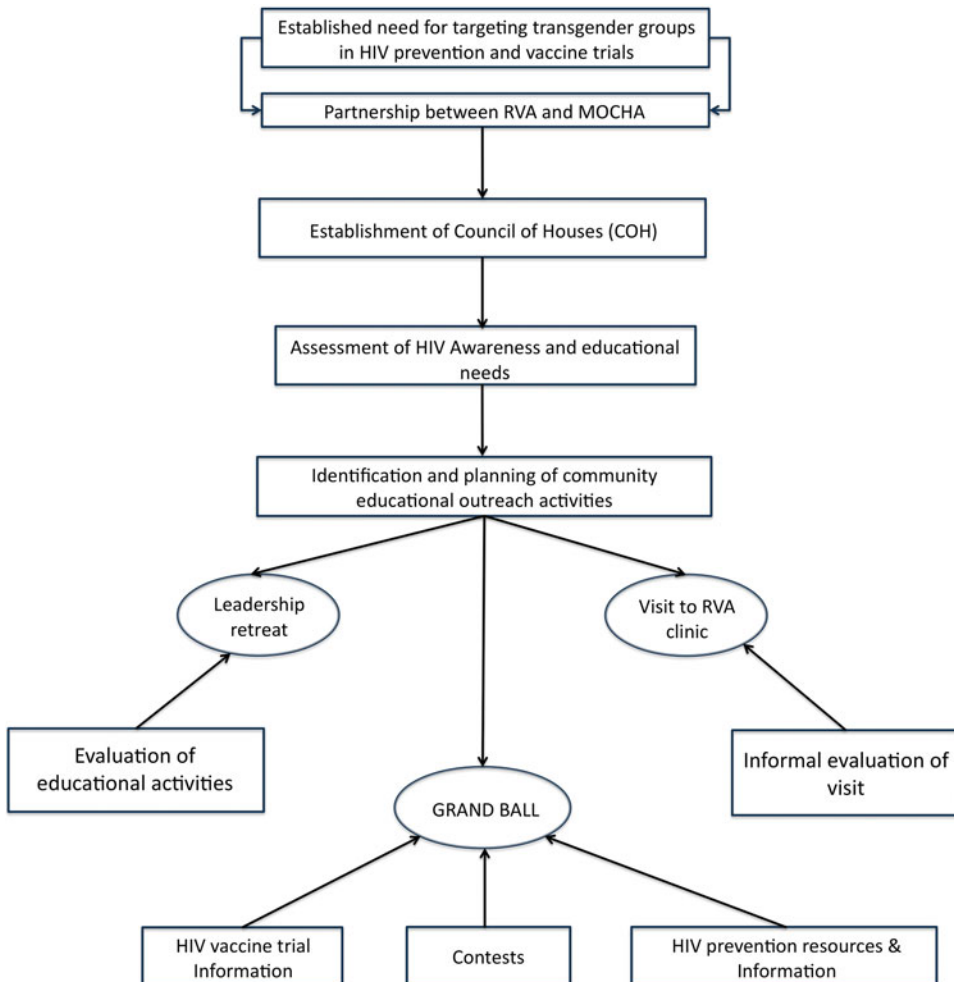 Established need for targeting transgender groups
in HIV prevention and vaccine trials
Partnership between RVA and MOCHA
Establishment of Council of Houses (COH)
Assessment of HIV Awareness and educational
needs
Identification and planning of community
educational outreach activities
Leadership
retreat
Visit to RVA
clinic
Evaluation of
educational activities
Informal evaluation of
visit
GRAND BALL
HIV vaccine trial
Information
Contests
HIV prevention resources &
Information